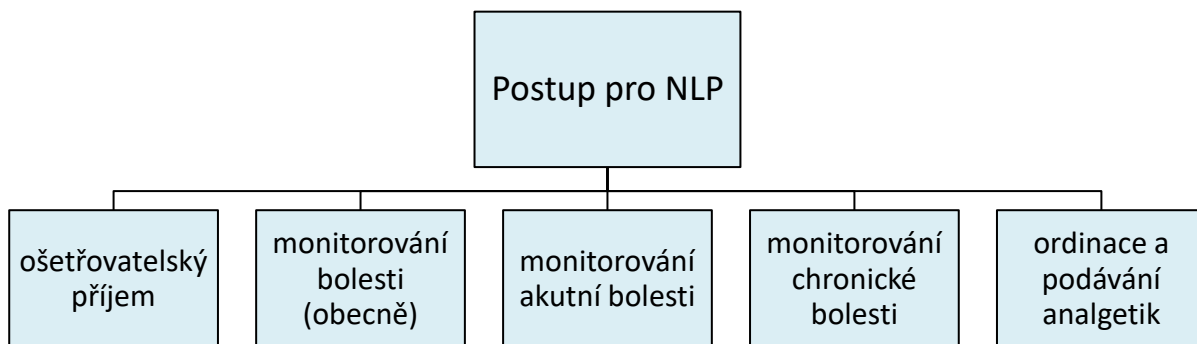 Postup pro NLP
ošetřovatelský
příjem
monitorování
bolesti
(obecně)
monitorování
akutní bolesti
monitorování
chronické
bolesti
ordinace a
podávání
analgetik